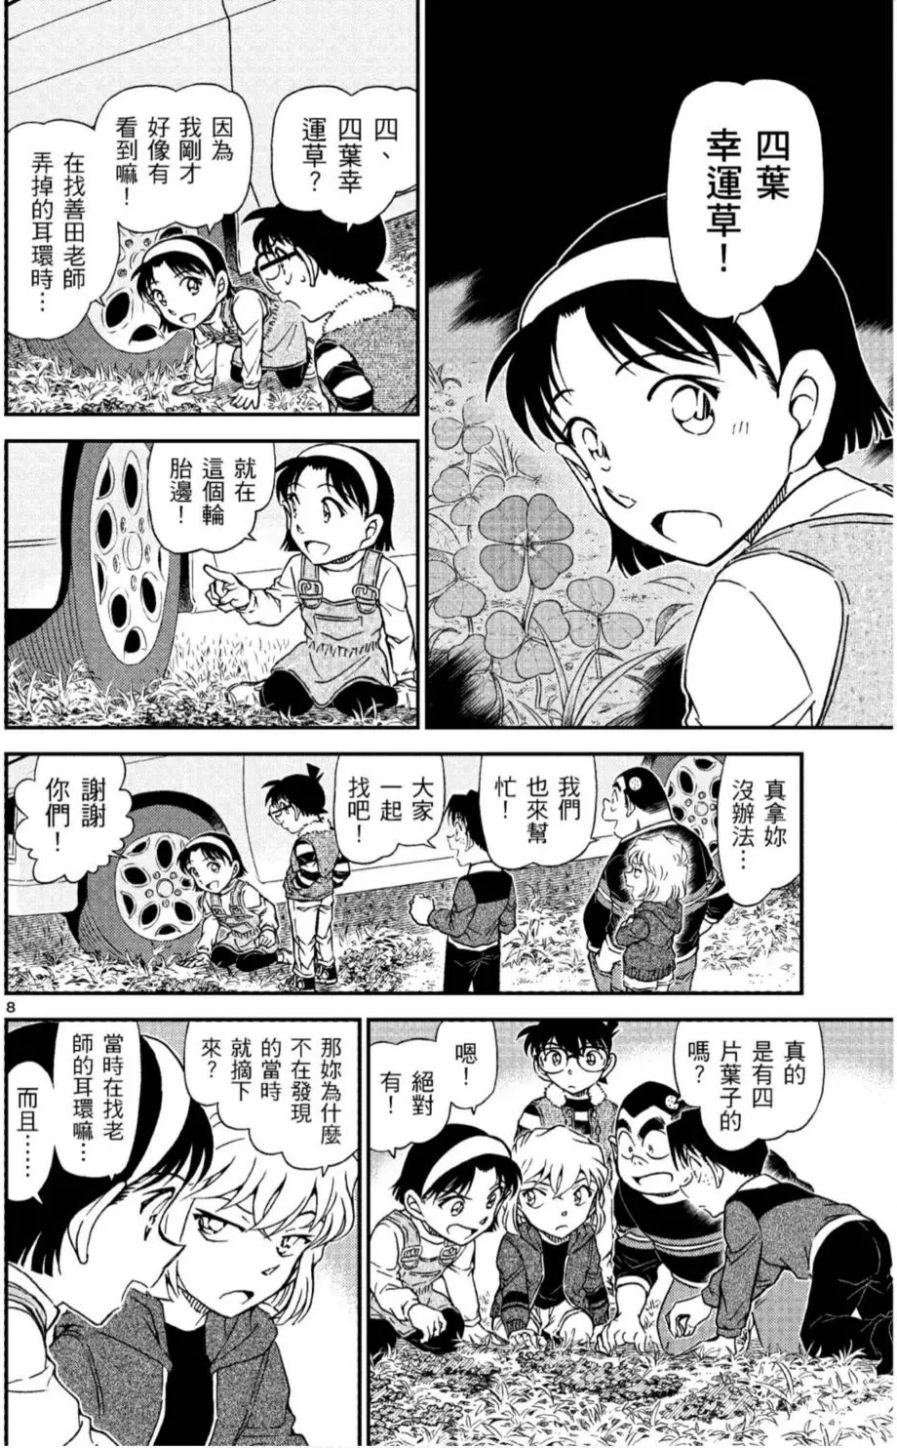 四葉
幸運草！
四、
四葉幸
運草？
因為
我剛才
好像有
看到嘛！
在找善田老師
弄掉的耳環時…
就在
這個輪
胎邊！
真拿妳
沒辦法…
我們
也來幫
忙！
大家
一起
找吧！
謝謝
你們！
8
真的
是有四
片葉子的
嗎？
嗯！
絕對
有！
那妳為什麼
不在發現
的當時
就摘下
來？
當時在找老
師的耳環嘛…
而且……